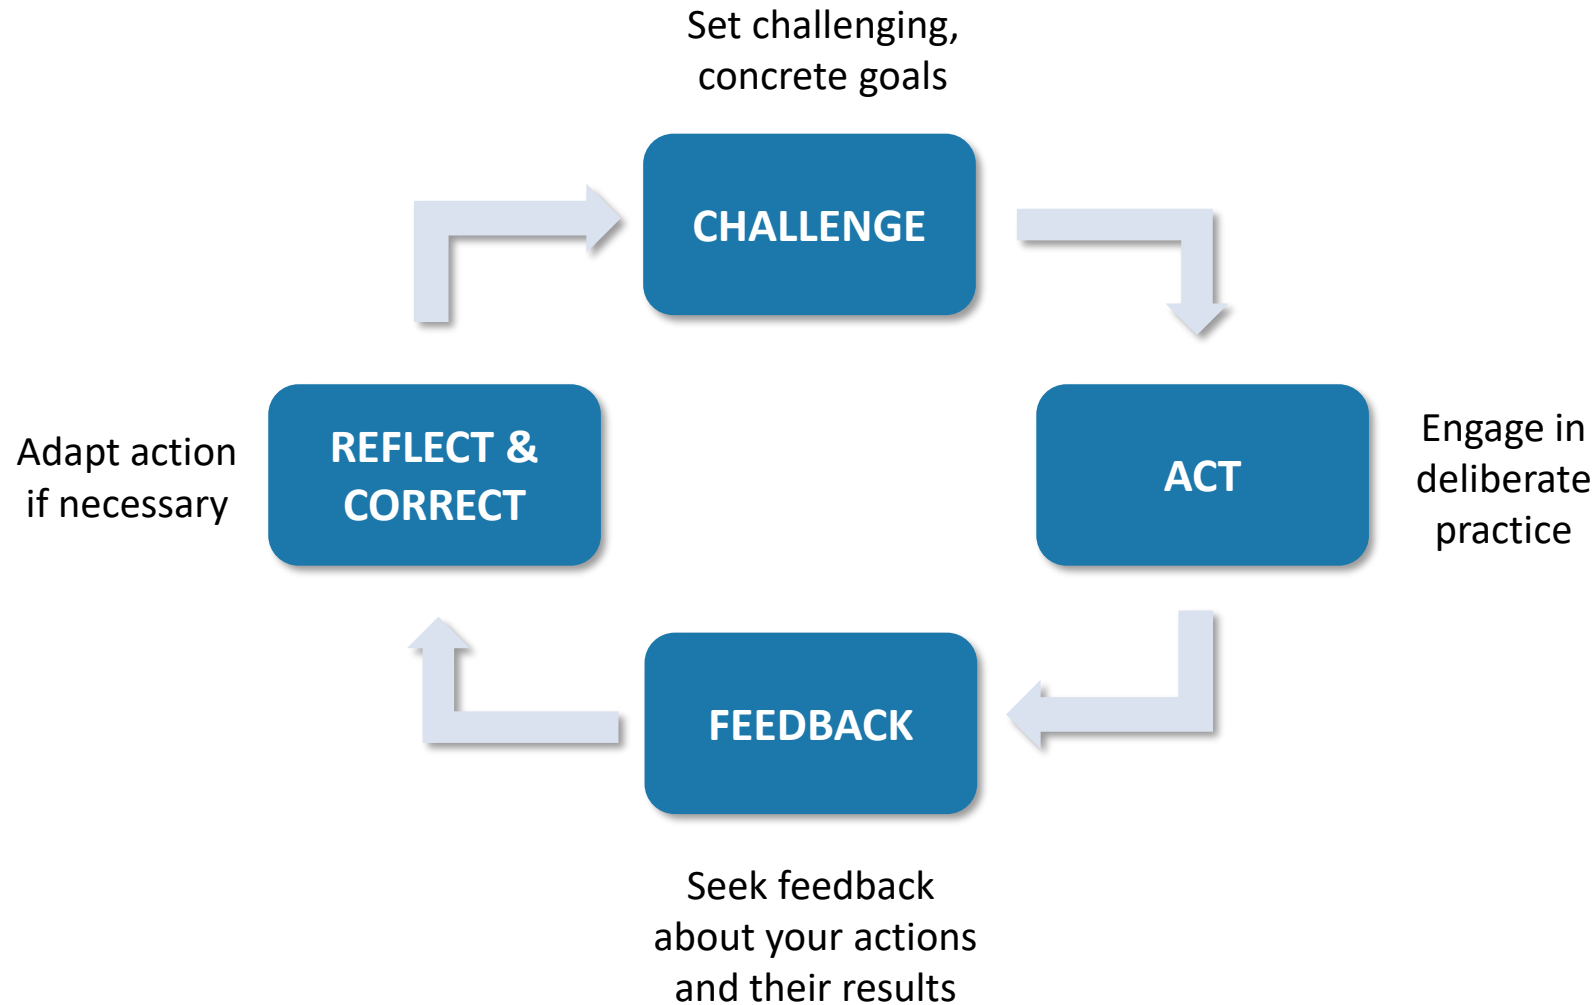 Set challenging,
concrete goals
CHALLENGE
Adapt action
if necessary
REFLECT &
CORRECT
ACT
Engage in
deliberate
practice
FEEDBACK
Seek feedback
about your actions
and their results